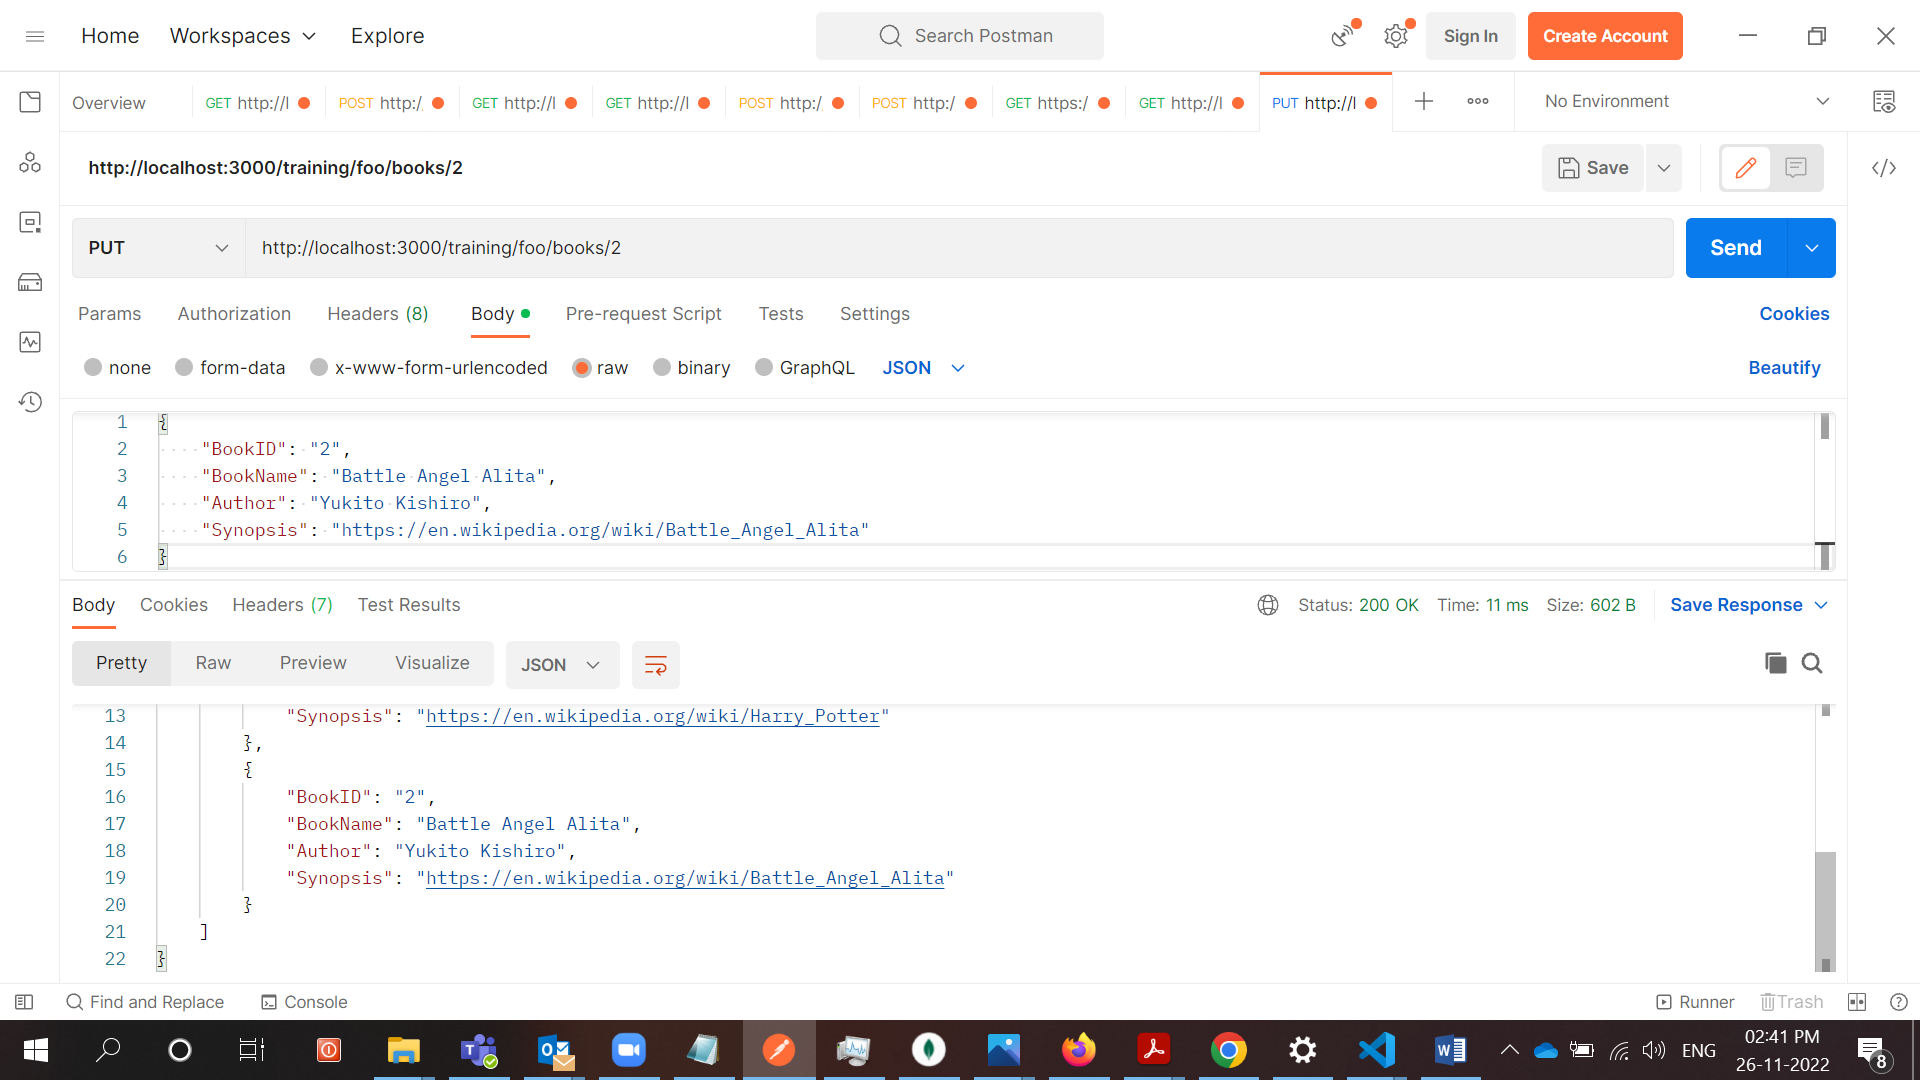 Home Workspaces Explore Search Postman Sign In Create Account
Overview GET http://l POST http:/ GET http://l GET http://l POST http:/ POST http:/ GET https:/ GET http://l PUT http://l No Environment
http://localhost:3000/training/foo/books/2 Save
PUT http://localhost:3000/training/foo/books/2 Send
Params Authorization Headers (8) Body Pre-request Script Tests Settings Cookies
none form-data x-www-form-urlencoded raw binary GraphQL JSON Beautify
1 {
2 "BookID": "2",
3 "BookName": "Battle Angel Alita",
4 "Author": "Yukito Kishiro",
5 "Synopsis": "https://en.wikipedia.org/wiki/Battle_Angel_Alita"
6 }
Body Cookies Headers (7) Test Results Status: 200 OK Time: 11 ms Size: 602 B Save Response
Pretty Raw Preview Visualize JSON
13 "Synopsis": "https://en.wikipedia.org/wiki/Harry_Potter"
14 },
15 {
16 "BookID": "2",
17 "BookName": "Battle Angel Alita",
18 "Author": "Yukito Kishiro",
19 "Synopsis": "https://en.wikipedia.org/wiki/Battle_Angel_Alita"
20 }
21 ]
22 }
Find and Replace Console Runner Trash
02:41 PM
ENG
26-11-2022
8